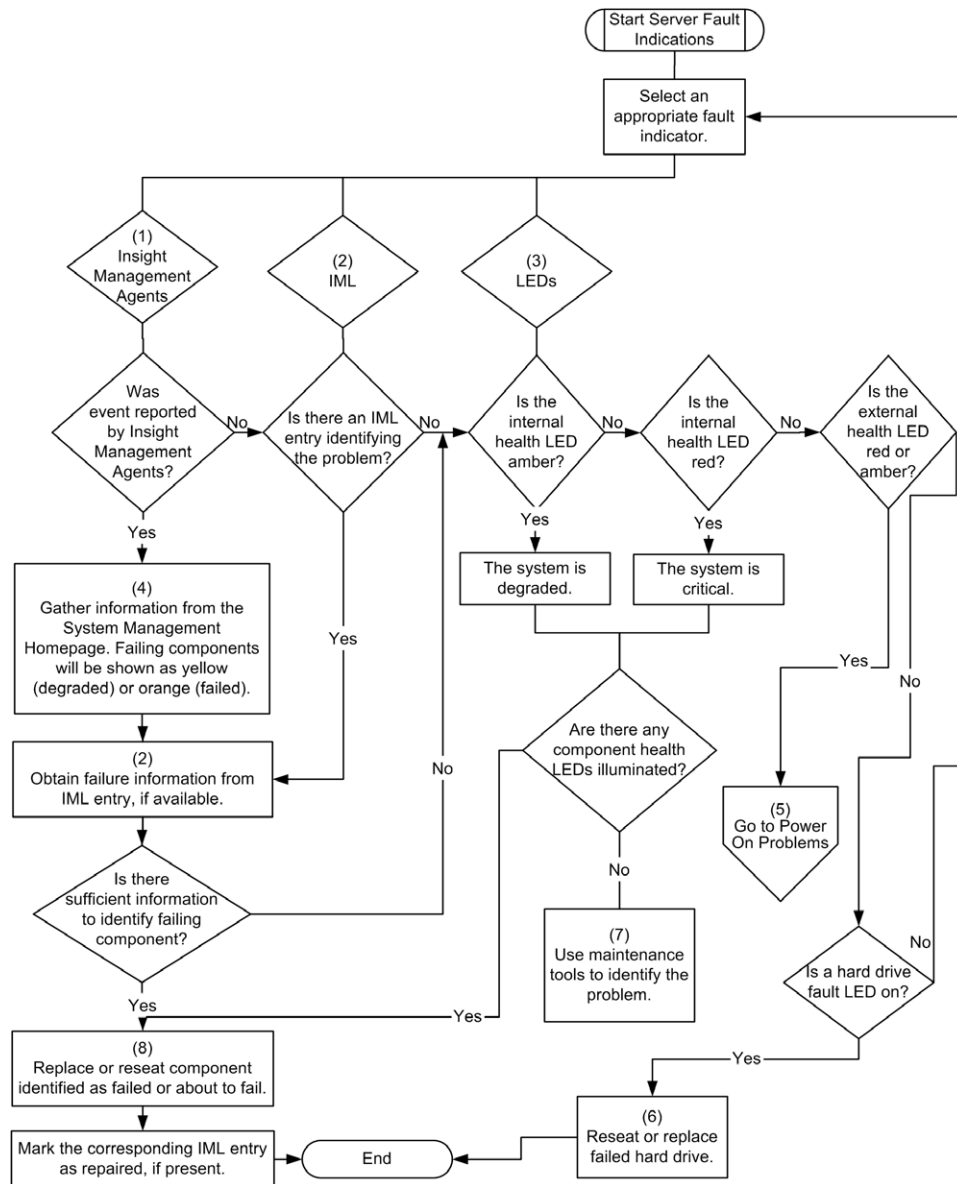 Start Server Fault
Indications
Select an
appropriate fault
indicator.
(1)
Insight
Management
Agents
(2)
IML
(3)
LEDs
Was
event reported
by Insight
Management
Agents?
No
Is there an IML
entry identifying
the problem?
No
Is the
internal
health LED
amber?
No
Is the
internal
health LED
red?
No
Is the
external
health LED
red or
amber?
Yes
Yes
Yes
(4)
Gather information from the
System Management
Homepage. Failing components
will be shown as yellow
(degraded) or orange (failed).
Yes
The system is
degraded.
The system is
critical.
Yes
No
(2)
Obtain failure information from
IML entry, if available.
No
Are there any
component health
LEDs illuminated?
(5)
Go to Power
On Problems
Is there
sufficient information
to identify failing
component?
No
(7)
Use maintenance
tools to identify the
problem.
No
Is a hard drive
fault LED on?
Yes
Yes
Yes
(8)
Replace or reseat component
identified as failed or about to fail.
(6)
Reseat or replace
failed hard drive.
Mark the corresponding IML entry
as repaired, if present.
End